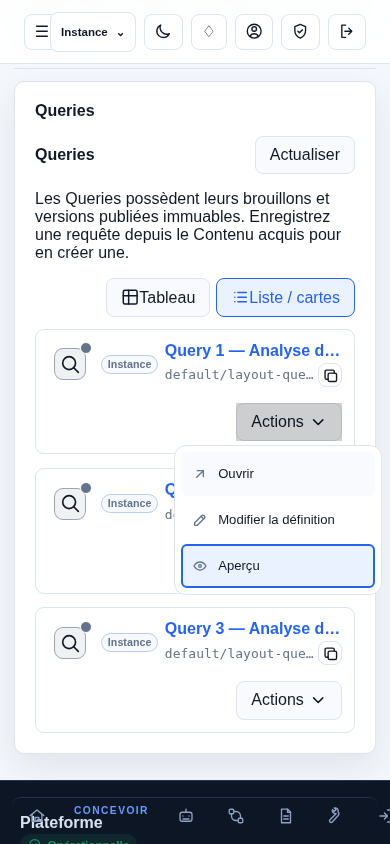 Instance
Queries
Queries
Actualiser
Les Queries possèdent leurs brouillons et
versions publiées immuables. Enregistrez
une requête depuis le Contenu acquis pour
en créer une.
Tableau
Liste / cartes
Query 1 — Analyse d…
Instance
default/layout-que…
Actions
Ouvrir
Instance
Modifier la définition
Aperçu
Query 3 — Analyse d…
Instance
default/layout-que…
Actions
CONCEVOIR
Plateforme
Opérationnelle